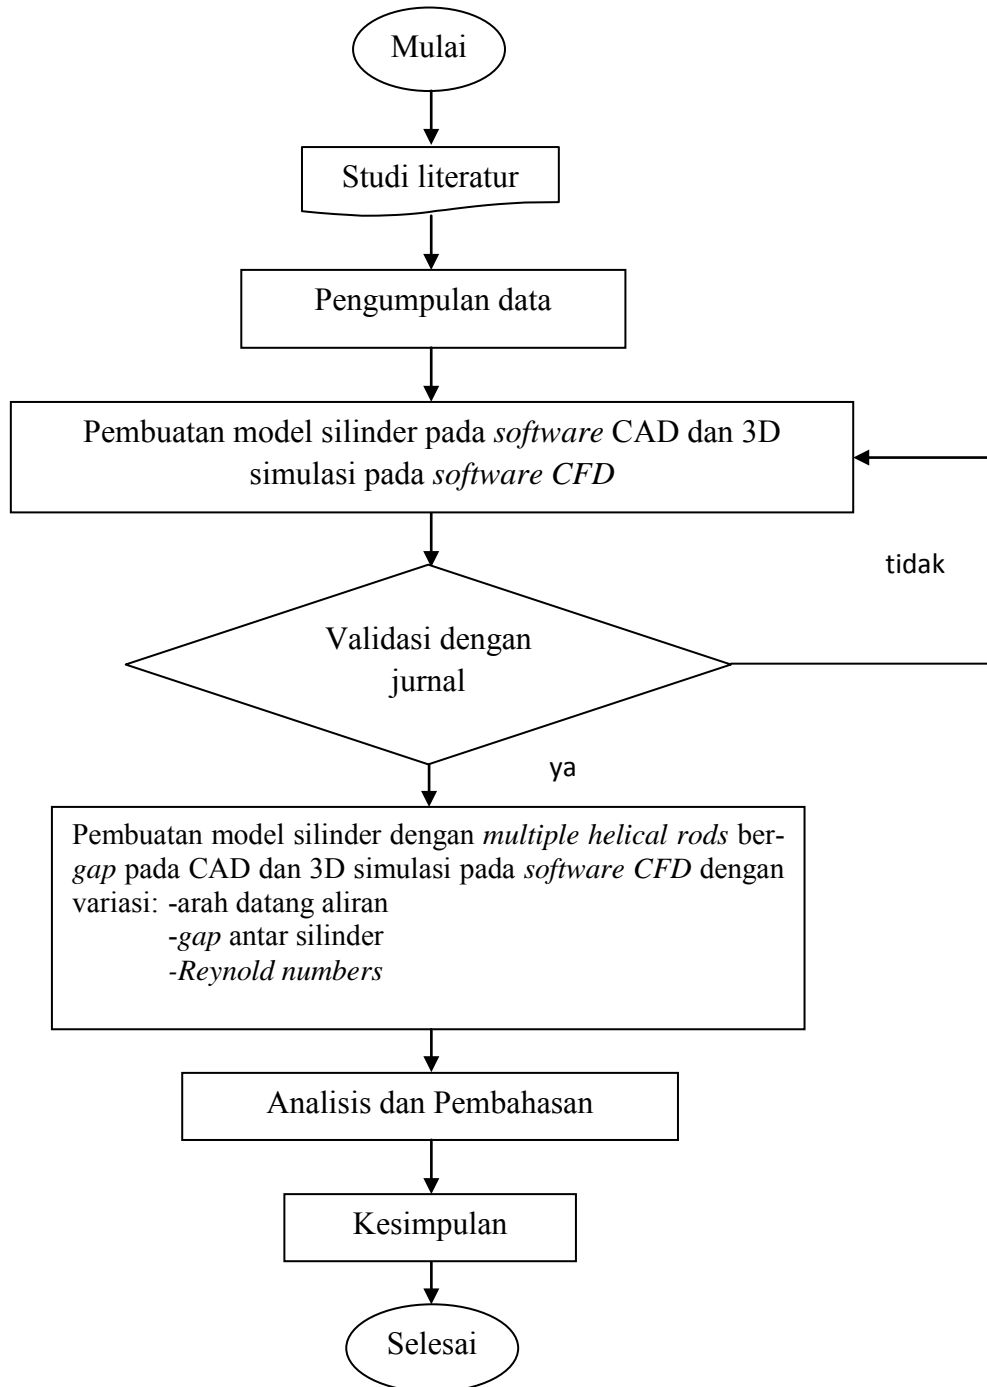 Mulai
Studi literatur
Pengumpulan data
Pembuatan model silinder pada software CAD dan 3D
simulasi pada software CFD
tidak
Validasi dengan
jurnal
ya
Pembuatan model silinder dengan multiple helical rods ber-
gap pada CAD dan 3D simulasi pada software CFD dengan
variasi: -arah datang aliran
-gap antar silinder
-Reynold numbers
Analisis dan Pembahasan
Kesimpulan
Selesai